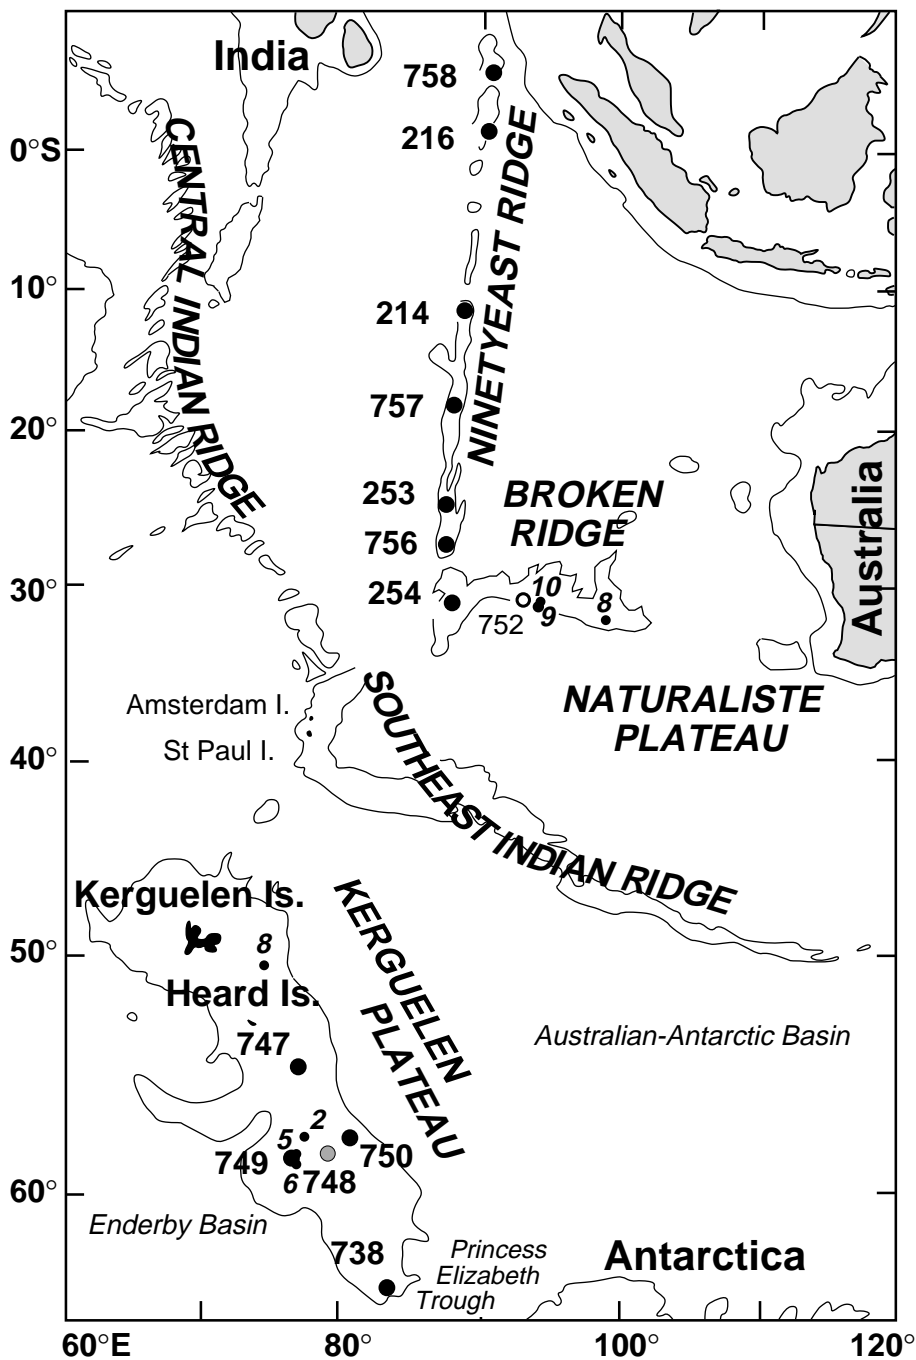 India
758
216
0°S
CENTRAL INDIAN RIDGE
NINETYEAST RIDGE
10°
214
757
20°
253
BROKEN
RIDGE
756
Australia
30°
254
10
8
9
752
NATURALISTE
PLATEAU
Amsterdam I.
St Paul I.
SOUTHEAST INDIAN RIDGE
40°
Kerguelen Is.
KERGUELEN
PLATEAU
8
50°
Heard Is.
747
Australian-Antarctic Basin
2
5
749
750
6
748
60°
Enderby Basin
738
Princess
Elizabeth
Trough
Antarctica
60°E
80°
100°
120°